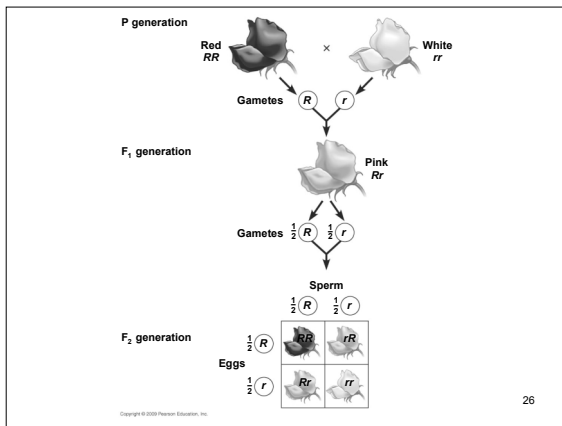 P generation
Red
RR
×
White
rr
Gametes R r
F₁ generation
Pink
Rr
Gametes 1/2 R 1/2 r
Sperm
1/2 R 1/2 r
F₂ generation
1/2 R RR rR
Eggs
1/2 r Rr rr
26
Copyright © 2009 Pearson Education, Inc.